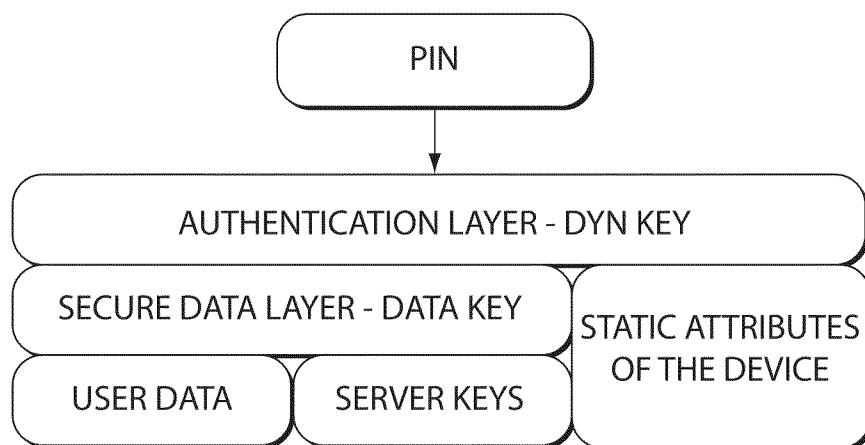 PIN
AUTHENTICATION LAYER - DYN KEY
SECURE DATA LAYER - DATA KEY
STATIC ATTRIBUTES
OF THE DEVICE
USER DATA
SERVER KEYS